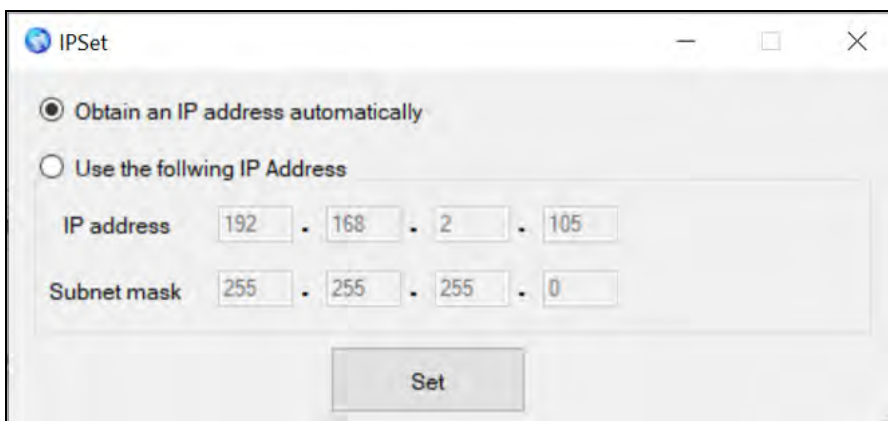 IPSet
Obtain an IP address automatically
Use the follwing IP Address
IP address 192 . 168 . 2 . 105
Subnet mask 255 . 255 . 255 . 0
Set